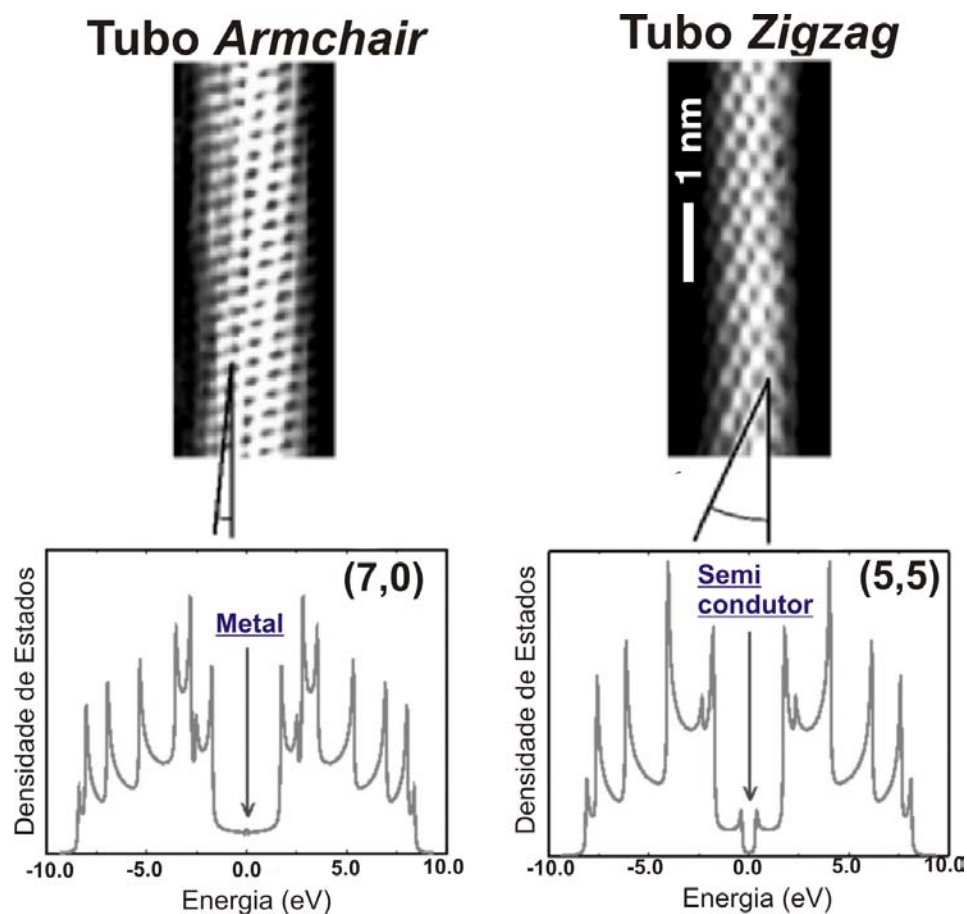 Tubo Armchair
Tubo Zigzag
1 nm
(7,0)
Metal
Densidade de Estados
-10.0 -5.0 0.0 5.0 10.0
Energia (eV)
(5,5)
Semi
condutor
Densidade de Estados
-10.0 -5.0 0.0 5.0 10.0
Energia (eV)